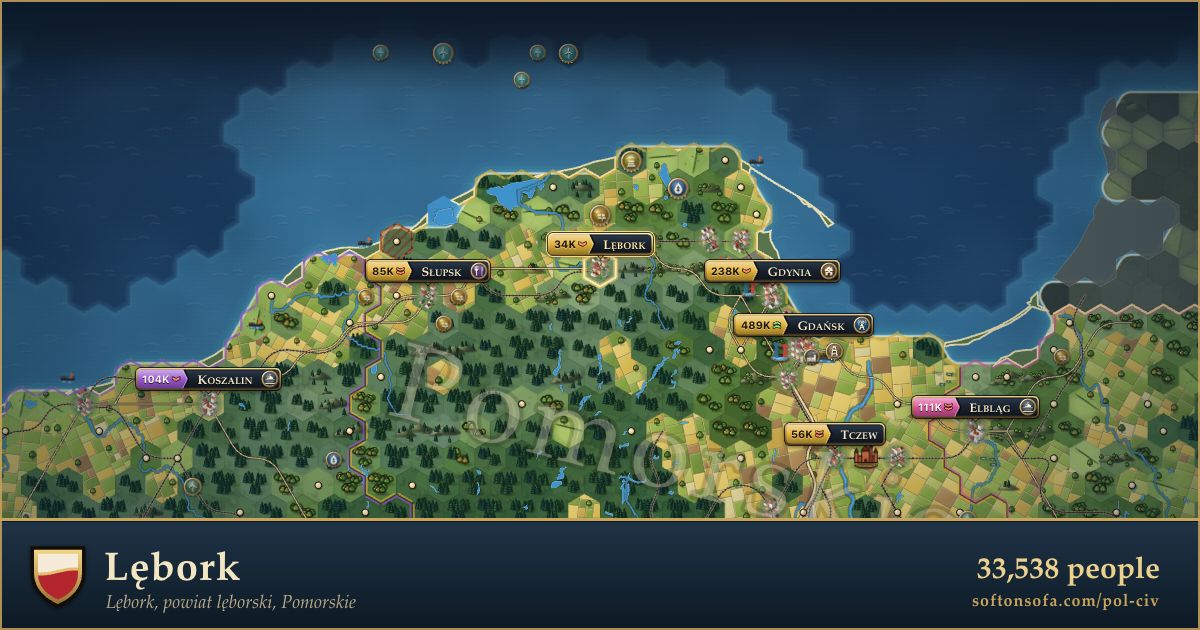 34K Lębork
85K Słupsk
238K Gdynia
489K Gdańsk
104K Koszalin
111K Elbląg
56K Tczew
Pomorskie
Lębork
Lębork, powiat lęborski, Pomorskie
33,538 people
softonsofa.com/pol-civ